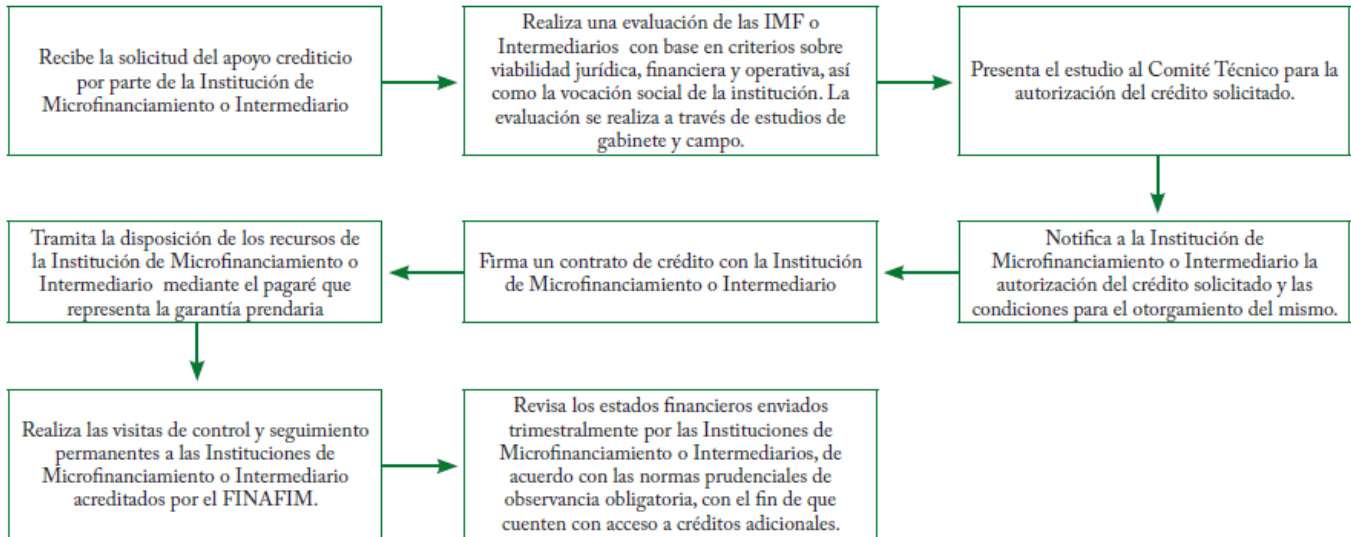 Recibe la solicitud del apoyo crediticio
por parte de la Institución de
Microfinanciamiento o Intermediario
Realiza una evaluación de las IMF o
Intermediarios con base en criterios sobre
viabilidad jurídica, financiera y operativa, así
como la vocación social de la institución. La
evaluación se realiza a través de estudios de
gabinete y campo.
Presenta el estudio al Comité Técnico para la
autorización del crédito solicitado.
Notifica a la Institución de
Microfinanciamiento o Intermediario la
autorización del crédito solicitado y las
condiciones para el otorgamiento del mismo.
Firma un contrato de crédito con la Institución
de Microfinanciamiento o Intermediario
Tramita la disposición de los recursos de
la Institución de Microfinanciamiento o
Intermediario mediante el pagaré que
representa la garantía prendaria
Realiza las visitas de control y seguimiento
permanentes a las Instituciones de
Microfinanciamiento o Intermediario
acreditados por el FINAFIM.
Revisa los estados financieros enviados
trimestralmente por las Instituciones de
Microfinanciamiento o Intermediarios, de
acuerdo con las normas prudenciales de
observancia obligatoria, con el fin de que
cuenten con acceso a créditos adicionales.